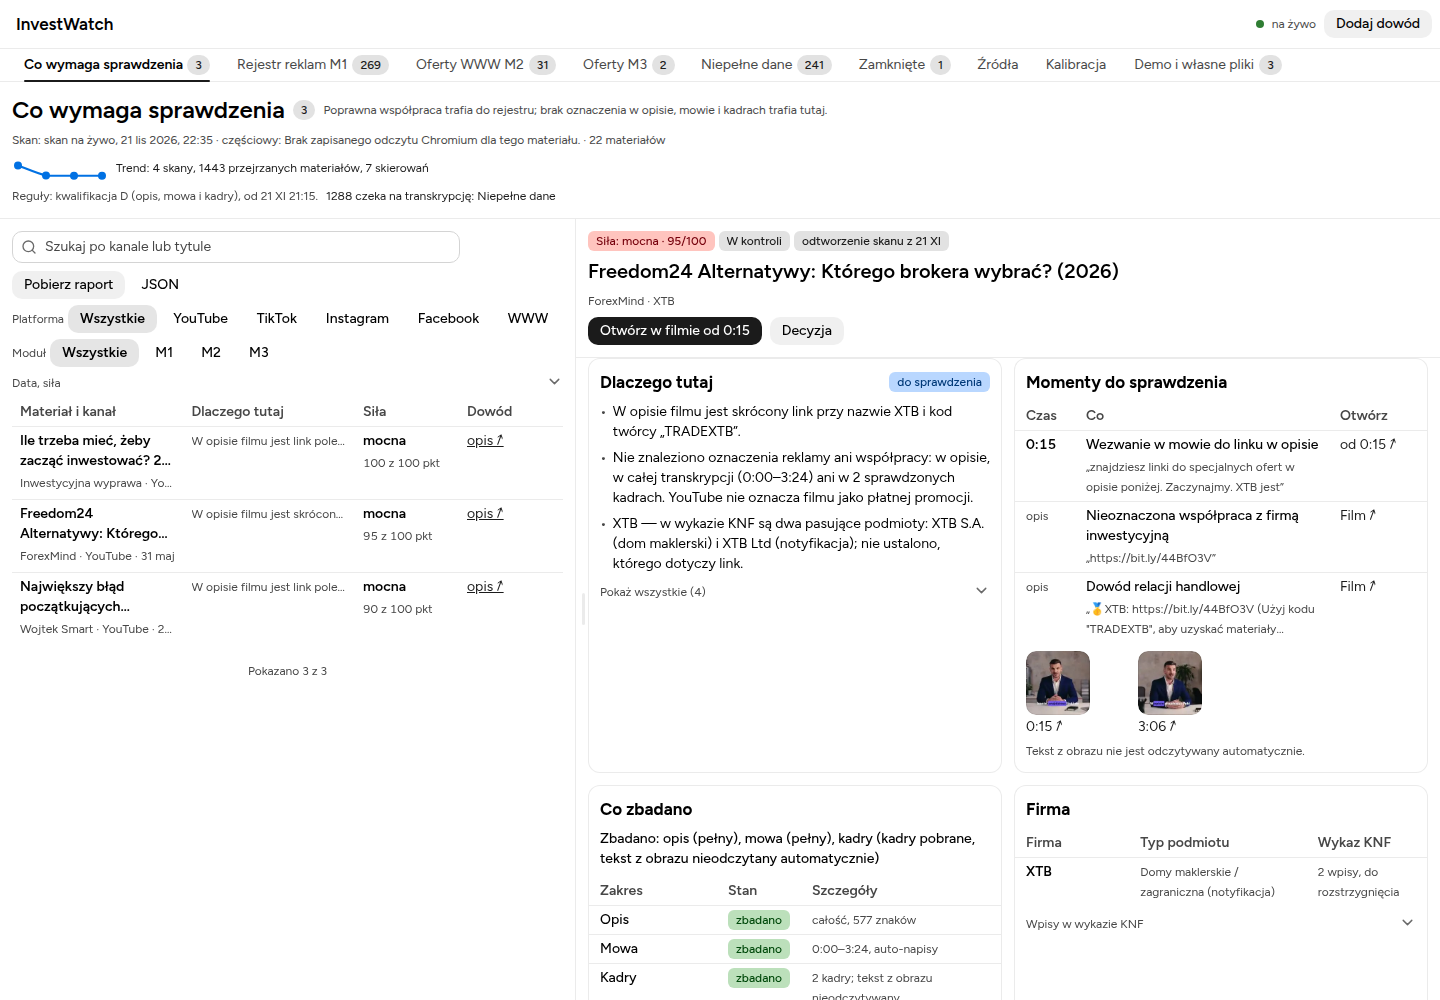 InvestWatch
na żywo
Dodaj dowód
Co wymaga sprawdzenia 3
Rejestr reklam M1 269
Oferty WWW M2 31
Oferty M3 2
Niepełne dane 241
Zamknięte 1
Źródła
Kalibracja
Demo i własne pliki 3
Co wymaga sprawdzenia 3 Poprawna współpraca trafia do rejestru; brak oznaczenia w opisie, mowie i kadrach trafia tutaj.
Skan: skan na żywo, 21 lis 2026, 22:35 · częściowy: Brak zapisanego odczytu Chromium dla tego materiału. · 22 materiałów
Trend: 4 skany, 1443 przejrzanych materiałów, 7 skierowań
Reguły: kwalifikacja D (opis, mowa i kadry), od 21 XI 21:15. 1288 czeka na transkrypcję: Niepełne dane
Szukaj po kanale lub tytule
Pobierz raport JSON
Platforma Wszystkie YouTube TikTok Instagram Facebook WWW
Moduł Wszystkie M1 M2 M3
Data, siła
Materiał i kanał Dlaczego tutaj Siła Dowód
Ile trzeba mieć, żeby
zacząć inwestować? 2…
Inwestycyjna wyprawa · Yo…
W opisie filmu jest link pole…
mocna
100 z 100 pkt
opis ↗
Freedom24
Alternatywy: Którego…
ForexMind · YouTube · 31 maj
W opisie filmu jest skrócon…
mocna
95 z 100 pkt
opis ↗
Największy błąd
początkujących…
Wojtek Smart · YouTube · 2…
W opisie filmu jest link pole…
mocna
90 z 100 pkt
opis ↗
Pokazano 3 z 3
Siła: mocna · 95/100 W kontroli odtworzenie skanu z 21 XI
Freedom24 Alternatywy: Którego brokera wybrać? (2026)
ForexMind · XTB
Otwórz w filmie od 0:15 Decyzja
Dlaczego tutaj do sprawdzenia
• W opisie filmu jest skrócony link przy nazwie XTB i kod
twórcy „TRADEXTB”.
• Nie znaleziono oznaczenia reklamy ani współpracy: w opisie,
w całej transkrypcji (0:00–3:24) ani w 2 sprawdzonych
kadrach. YouTube nie oznacza filmu jako płatnej promocji.
• XTB — w wykazie KNF są dwa pasujące podmioty: XTB S.A.
(dom maklerski) i XTB Ltd (notyfikacja); nie ustalono,
którego dotyczy link.
Pokaż wszystkie (4)
Momenty do sprawdzenia
Czas Co Otwórz
0:15 Wezwanie w mowie do linku w opisie od 0:15 ↗
„znajdziesz linki do specjalnych ofert w
opisie poniżej. Zaczynajmy. XTB jest”
opis Nieoznaczona współpraca z firmą Film ↗
inwestycyjną
„https://bit.ly/44BfO3V”
opis Dowód relacji handlowej Film ↗
„🥇XTB: https://bit.ly/44BfO3V (Użyj kodu
"TRADEXTB", aby uzyskać materiały…
0:15 ↗ 3:06 ↗
Tekst z obrazu nie jest odczytywany automatycznie.
Co zbadano
Zbadano: opis (pełny), mowa (pełny), kadry (kadry pobrane,
tekst z obrazu nieodczytany automatycznie)
Zakres Stan Szczegóły
Opis zbadano całość, 577 znaków
Mowa zbadano 0:00–3:24, auto-napisy
Kadry zbadano 2 kadry; tekst z obrazu
nieodczytywany
Firma
Firma Typ podmiotu Wykaz KNF
XTB
Domy maklerskie /
zagraniczna (notyfikacja)
2 wpisy, do
rozstrzygnięcia
Wpisy w wykazie KNF